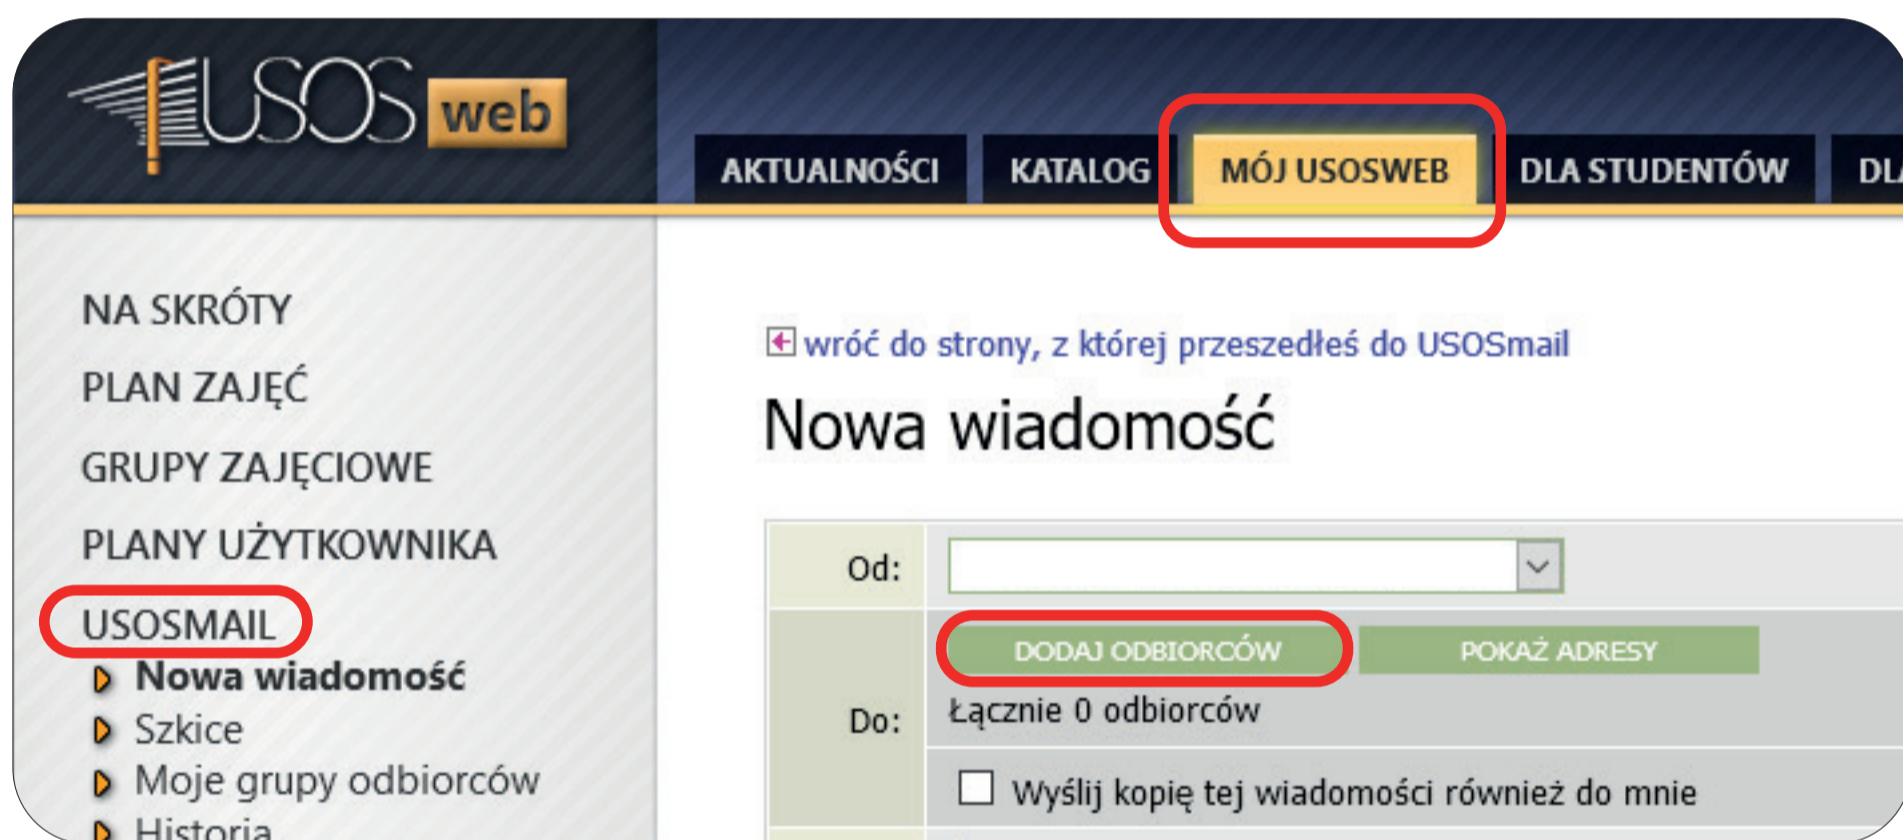 USOS web
AKTUALNOŚCI KATALOG MÓJ USOSWEB DLA STUDENTÓW
NA SKRÓTY
PLAN ZAJĘĆ
GRUPY ZAJĘCIOWE
PLANY UŻYTKOWNIKA
USOSMAIL
Nowa wiadomość
Szkice
Moje grupy odbiorców
Historia
wróć do strony, z której przeszedłeś do USOSmail
Nowa wiadomość
Od:
DODAJ ODBIORCÓW POKAŻ ADRESY
Do: Łącznie 0 odbiorców
Wyślij kopię tej wiadomości również do mnie